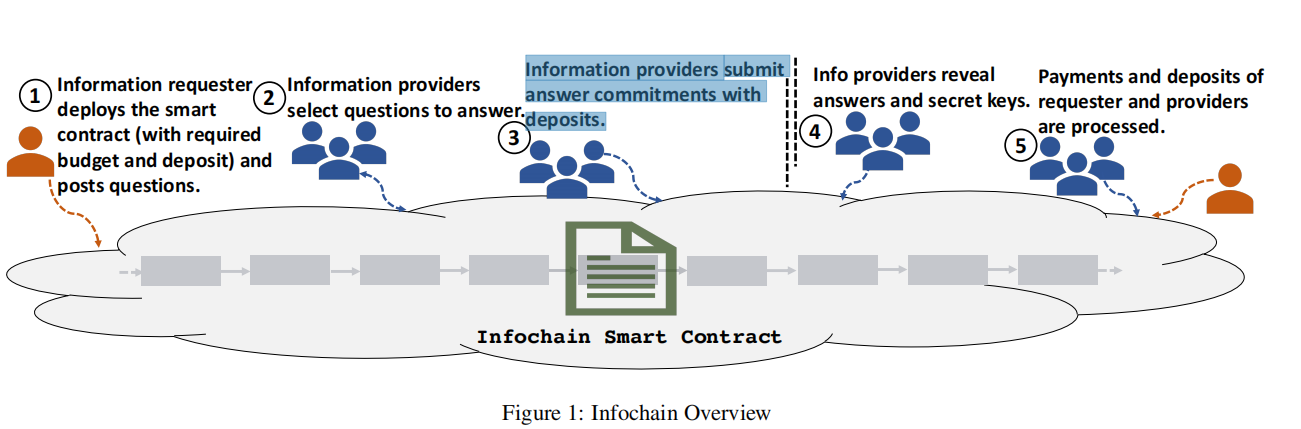 1
Information requester
deploys the smart
contract (with required
budget and deposit) and
posts questions.
2
Information providers
select questions to answer.
3
Information providers submit
answer commitments with
deposits.
4
Info providers reveal
answers and secret keys.
5
Payments and deposits of
requester and providers
are processed.
Infochain Smart Contract
Figure 1: Infochain Overview